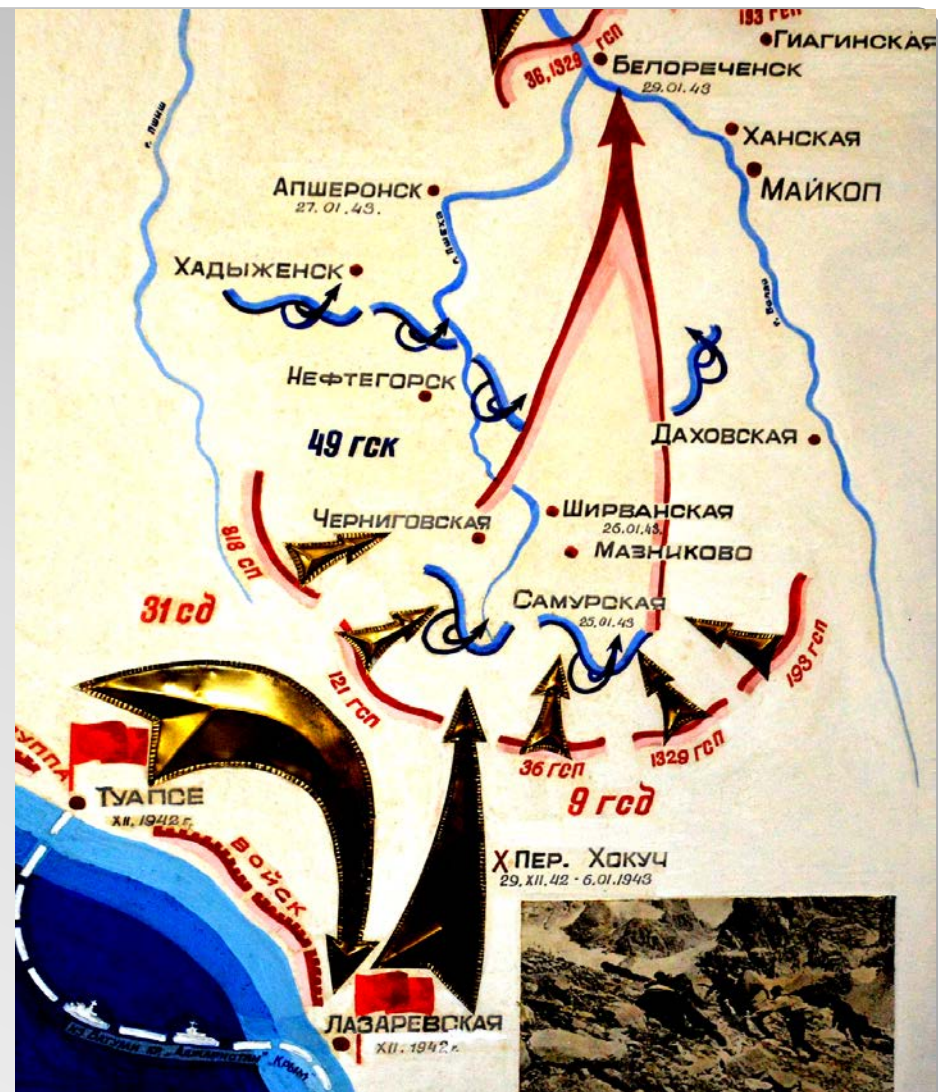 193 ГСП
ГИАГИНСКАЯ
36, 1329 ГСП
БЕЛОРЕЧЕНСК
29.01.43
р. Пшиш
ХАНСКАЯ
МАЙКОП
АПШЕРОНСК
27.01.43.
р. Пшеха
ХАДЫЖЕНСК
р. Белая
НЕФТЕГОРСК
49 ГСК
ДАХОВСКАЯ
ЧЕРНИГОВСКАЯ
ШИРВАНСКАЯ
26.01.43.
МАЗНИКОВО
818 СП
31 сд
САМУРСКАЯ
25.01.43
121 ГСП
193 ГСП
36 ГСП
1329 ГСП
9 гсд
УППА
ТУАПСЕ
XII. 1942 г.
ВОЙСК
ПЕР. ХОКУЧ
29.XII.42 - 6.01.1943
ЛАЗАРЕВСКАЯ
XII. 1942 г.
"КРЫМ"